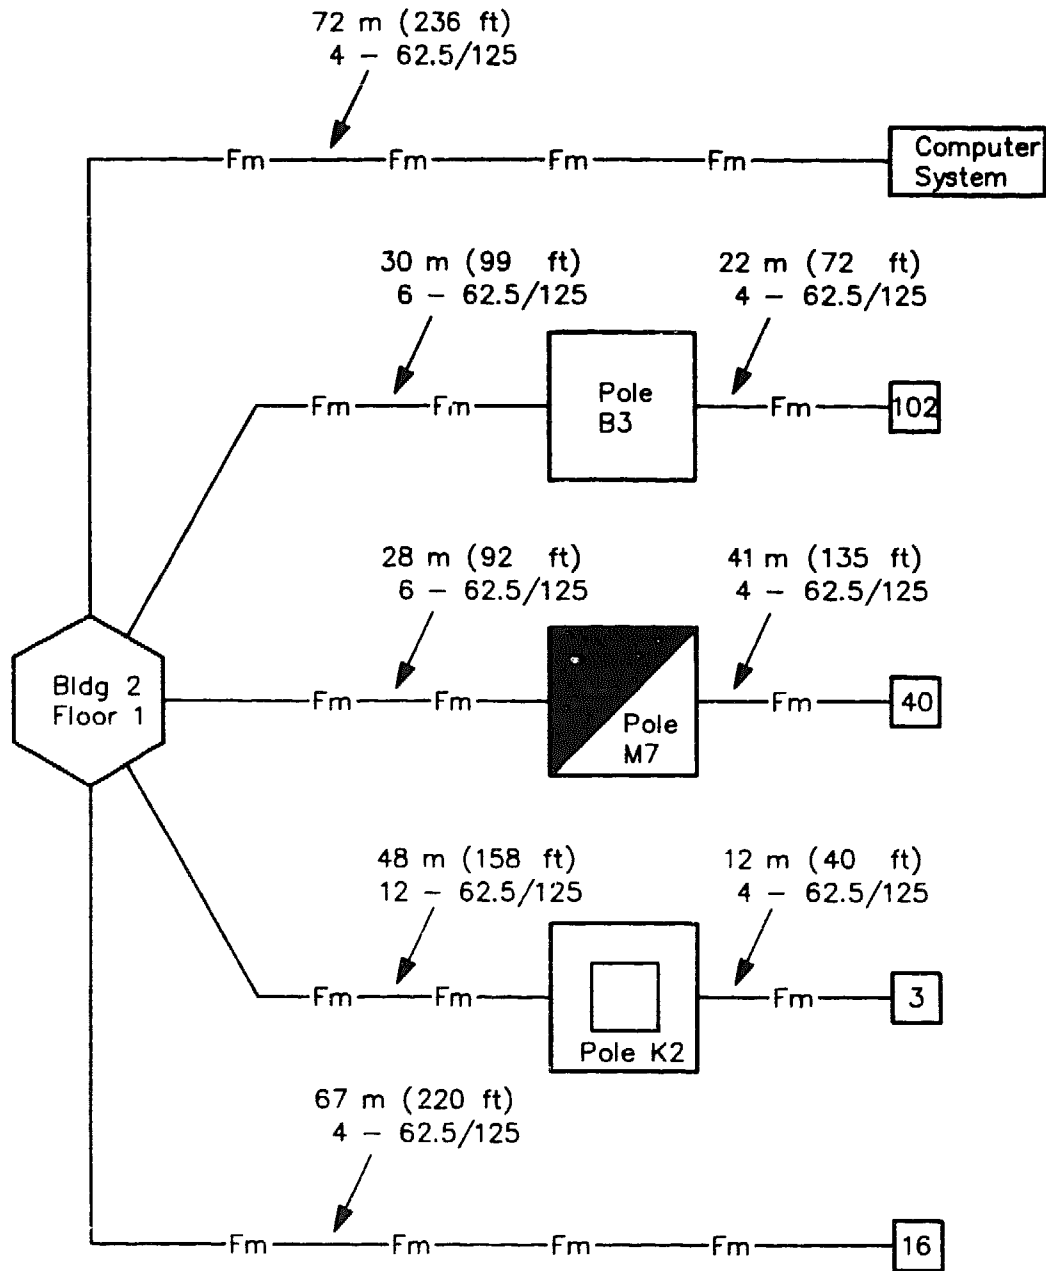 72 m (236 ft)
4 – 62.5/125
Fm Fm Fm Fm
Computer
System
30 m (99 ft)
6 – 62.5/125
22 m (72 ft)
4 – 62.5/125
Fm Fm
Pole
B3
Fm
102
28 m (92 ft)
6 – 62.5/125
41 m (135 ft)
4 – 62.5/125
Bldg 2
Floor 1
Fm Fm
Pole
M7
Fm
40
48 m (158 ft)
12 – 62.5/125
12 m (40 ft)
4 – 62.5/125
Fm Fm
Pole K2
Fm
3
67 m (220 ft)
4 – 62.5/125
Fm Fm Fm Fm
16